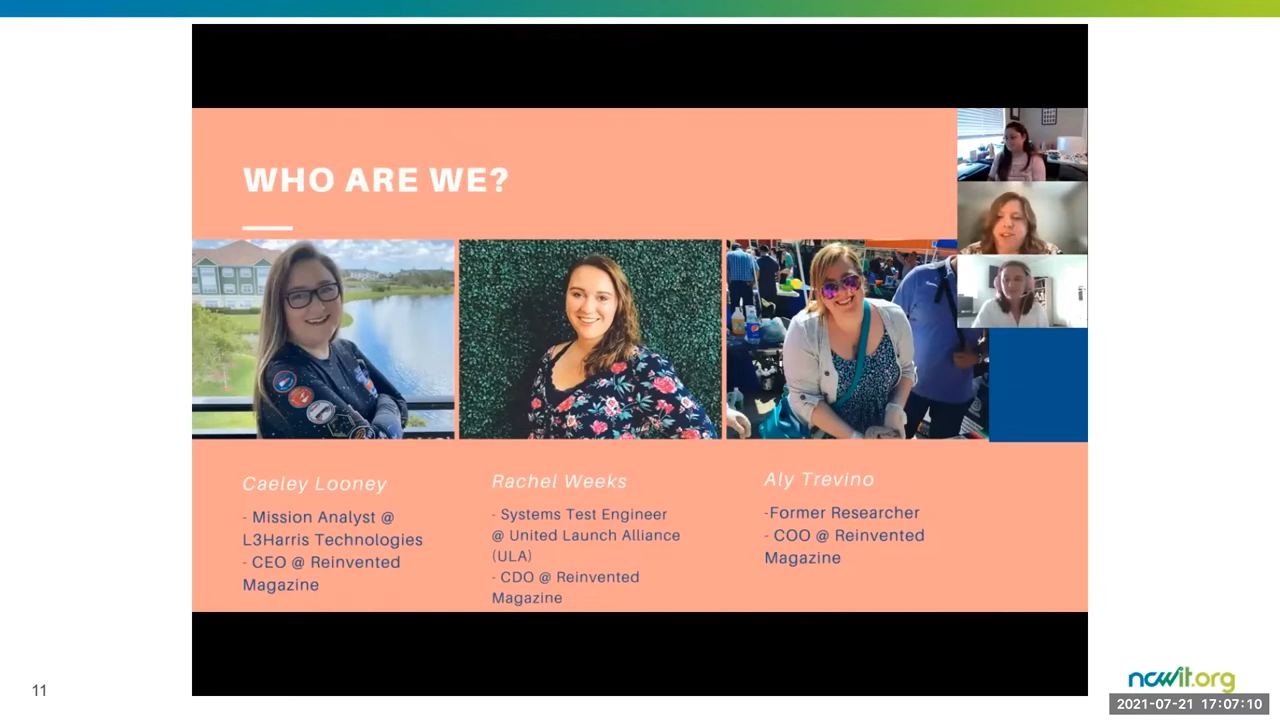 WHO ARE WE?
Caeley Looney
- Mission Analyst @
L3Harris Technologies
- CEO @ Reinvented
Magazine
Rachel Weeks
- Systems Test Engineer
@ United Launch Alliance
(ULA)
- CDO @ Reinvented
Magazine
Aly Trevino
-Former Researcher
- COO @ Reinvented
Magazine
11
ncwit.org
2021-07-21 17:07:10